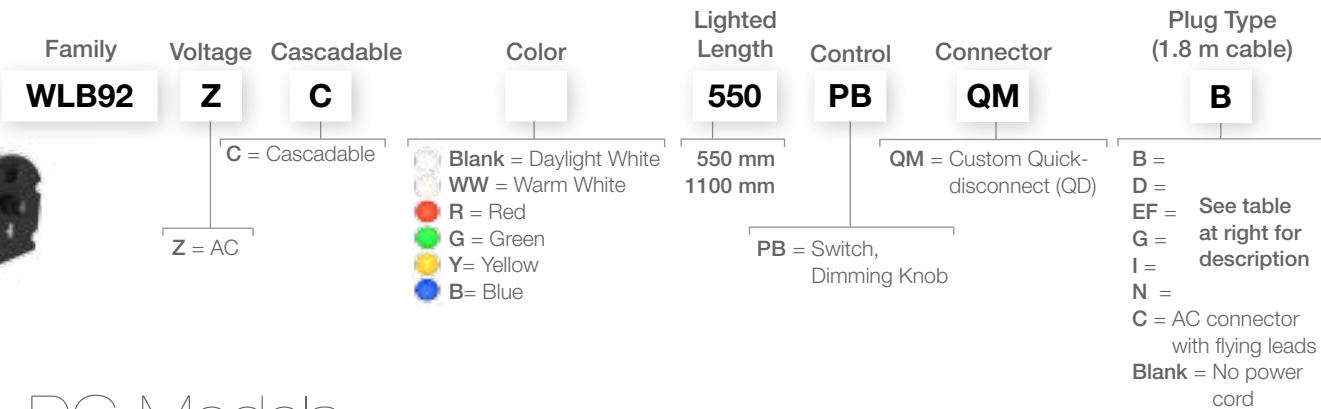 Family
Voltage
Cascadable
Color
Lighted
Length
Control
Connector
Plug Type
(1.8 m cable)
WLB92
Z
C
550
PB
QM
B
C = Cascadable
Z = AC
Blank = Daylight White
WW = Warm White
R = Red
G = Green
Y= Yellow
B= Blue
550 mm
1100 mm
PB = Switch,
Dimming Knob
QM = Custom Quick-
disconnect (QD)
B =
D =
EF =
G =
I =
N =
See table
at right for
description
C = AC connector
with flying leads
Blank = No power
cord
DC Models